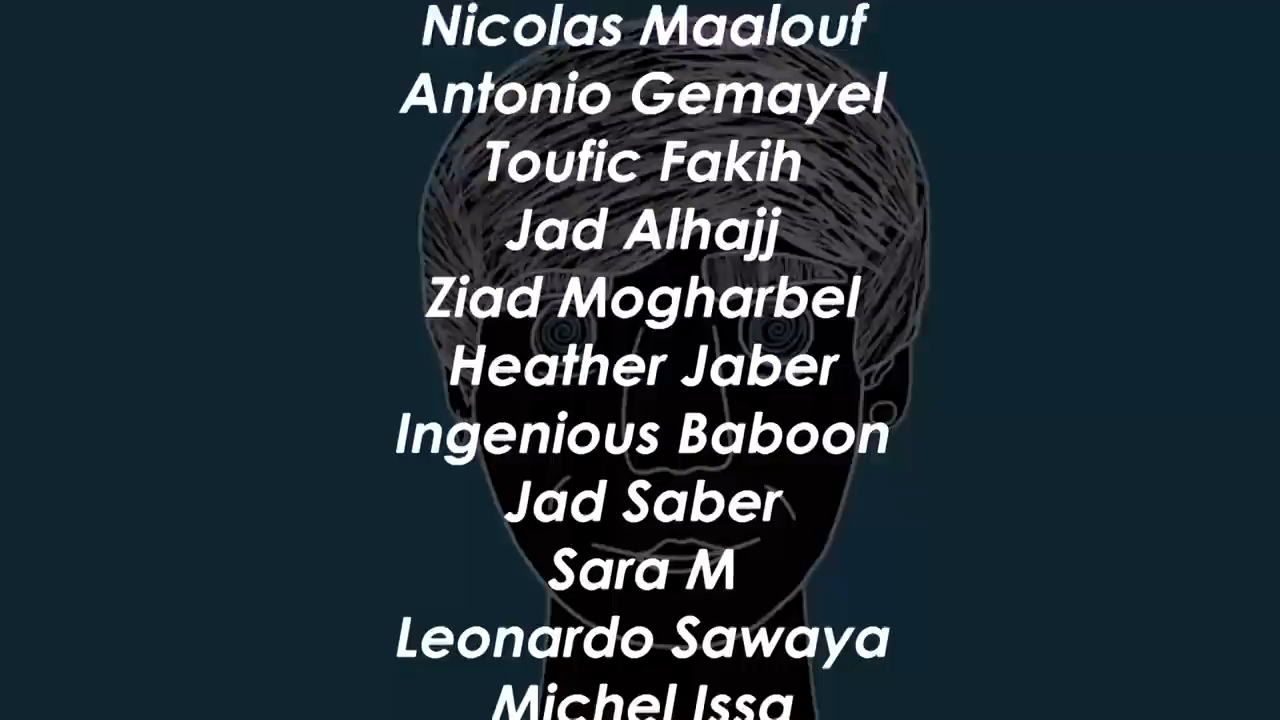 Nicolas Maalouf
Antonio Gemayel
Toufic Fakih
Jad Alhajj
Ziad Mogharbel
Heather Jaber
Ingenious Baboon
Jad Saber
Sara M
Leonardo Sawaya
Michel Issa